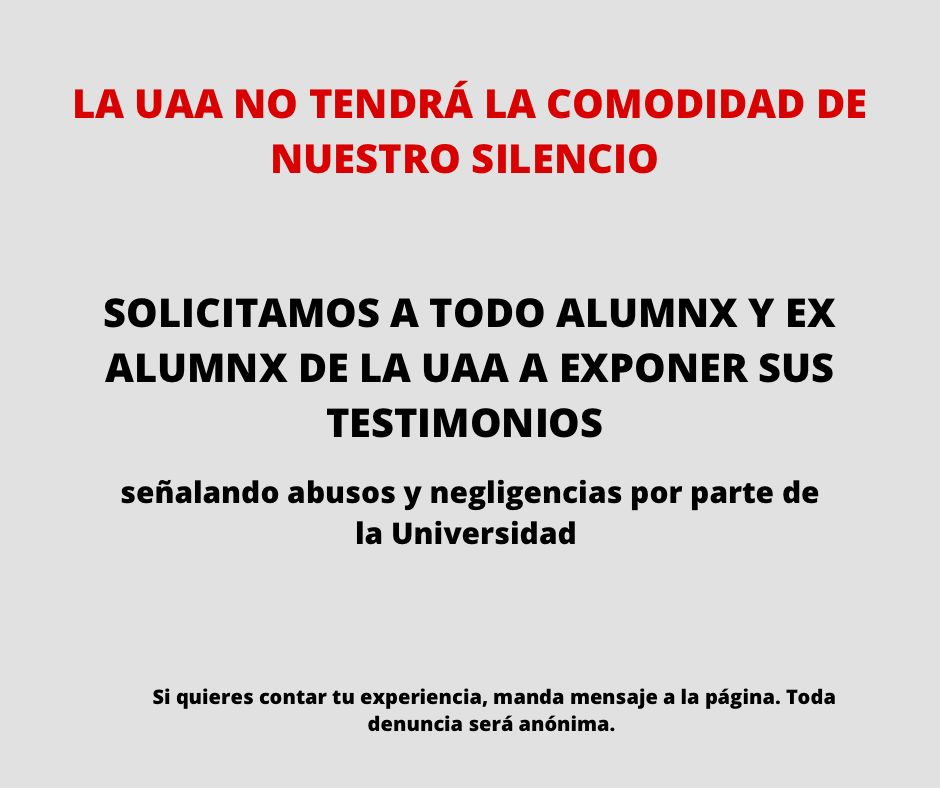 LA UAA NO TENDRÁ LA COMODIDAD DE
NUESTRO SILENCIO
SOLICITAMOS A TODO ALUMNX Y EX
ALUMNX DE LA UAA A EXPONER SUS
TESTIMONIOS
señalando abusos y negligencias por parte de
la Universidad
Si quieres contar tu experiencia, manda mensaje a la página. Toda
denuncia será anónima.